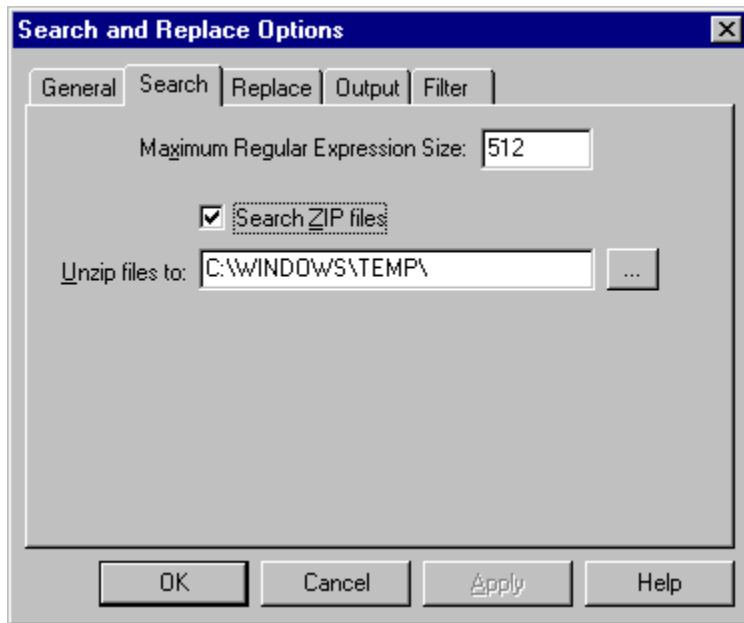 Search and Replace Options
General Search Replace Output Filter
Maximum Regular Expression Size: 512
Search ZIP files
Unzip files to: C:\WINDOWS\TEMP\ ...
OK Cancel Apply Help